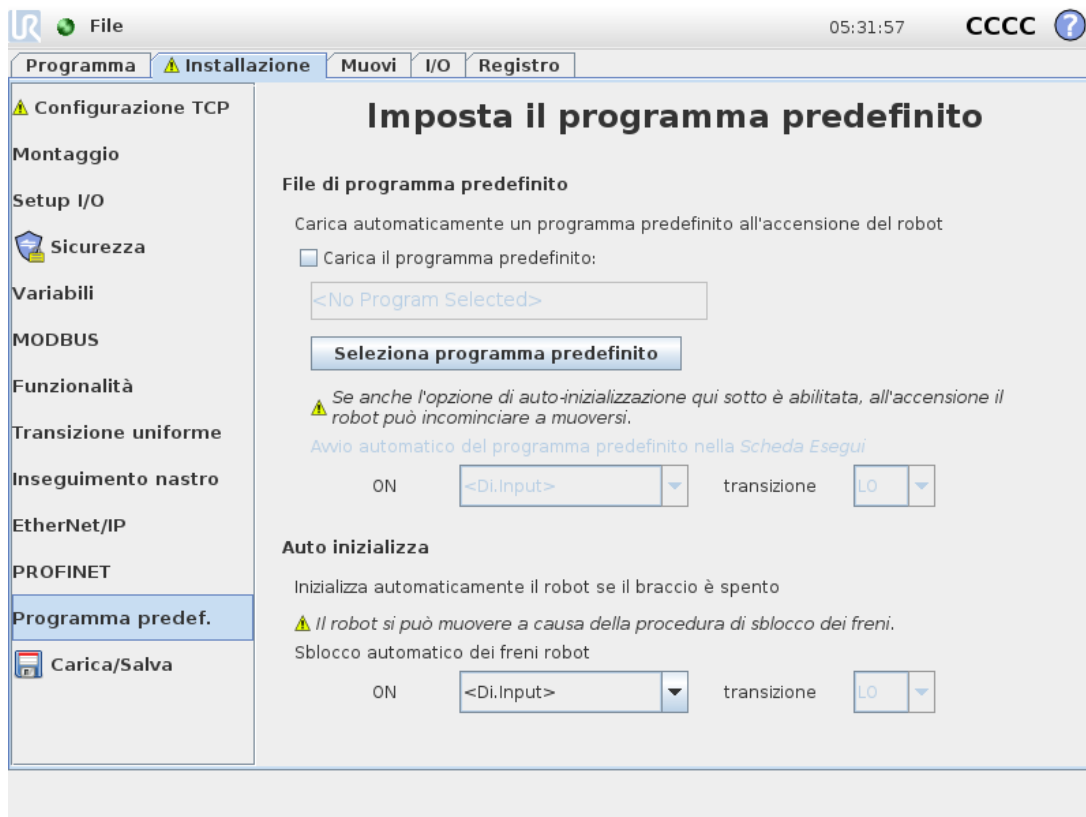 UR File 05:31:57 CCCC ?
Programma Installazione Muovi I/O Registro
Configurazione TCP
Montaggio
Setup I/O
Sicurezza
Variabili
MODBUS
Funzionalità
Transizione uniforme
Inseguimento nastro
EtherNet/IP
PROFINET
Programma predef.
Carica/Salva
Imposta il programma predefinito
File di programma predefinito
Carica automaticamente un programma predefinito all'accensione del robot
Carica il programma predefinito:
<No Program Selected>
Seleziona programma predefinito
Se anche l'opzione di auto-inizializzazione qui sotto è abilitata, all'accensione il
robot può incominciare a muoversi.
Avvio automatico del programma predefinito nella Scheda Esegui
ON <Di.Input> transizione LO
Auto inizializza
Inizializza automaticamente il robot se il braccio è spento
Il robot si può muovere a causa della procedura di sblocco dei freni.
Sblocco automatico dei freni robot
ON <Di.Input> transizione LO